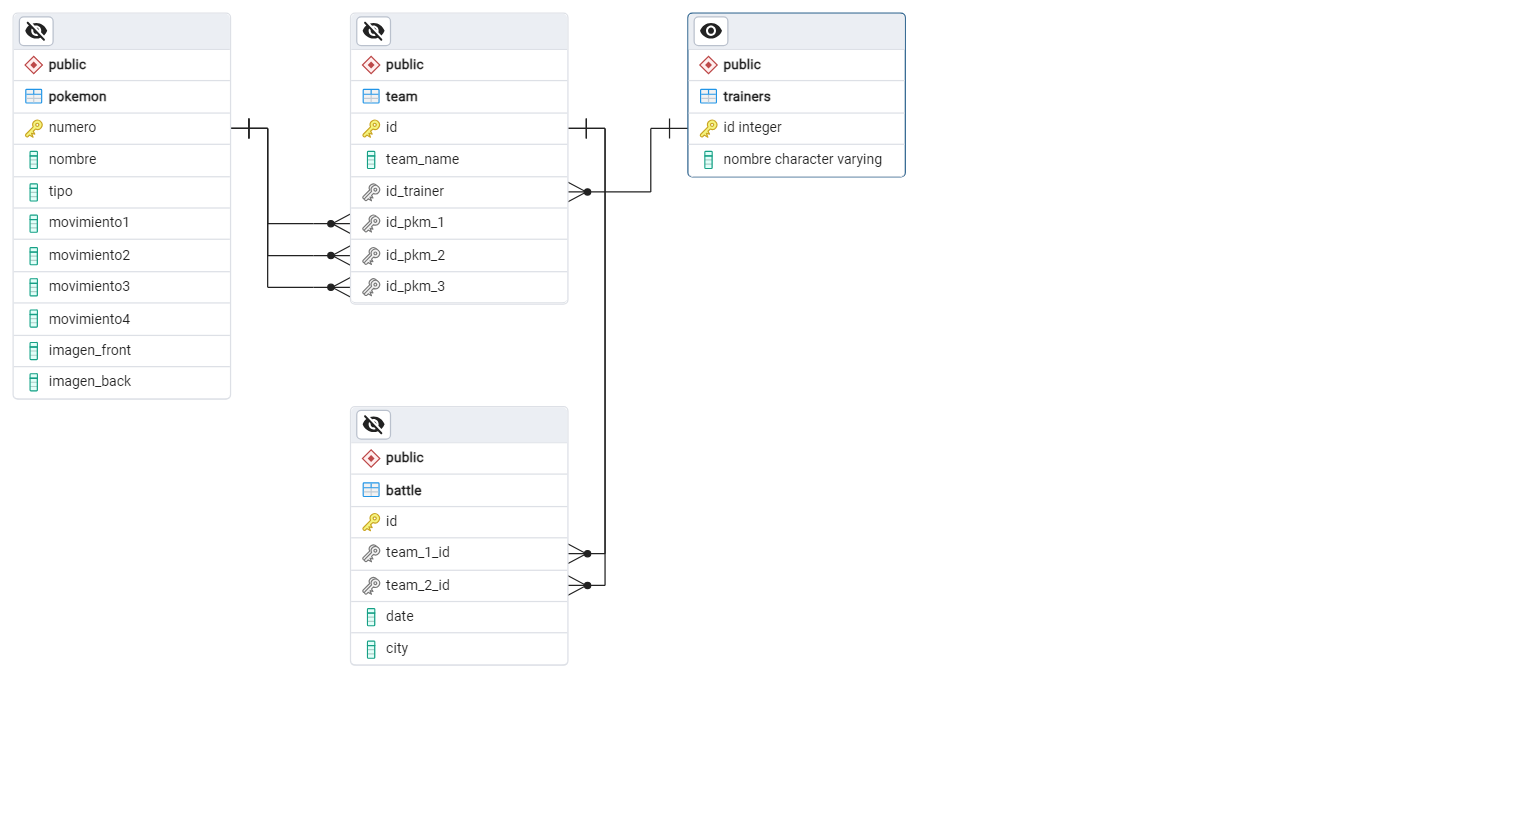 public
pokemon
numero
nombre
tipo
movimiento1
movimiento2
movimiento3
movimiento4
imagen_front
imagen_back
public
team
id
team_name
id_trainer
id_pkm_1
id_pkm_2
id_pkm_3
public
trainers
id integer
nombre character varying
public
battle
id
team_1_id
team_2_id
date
city